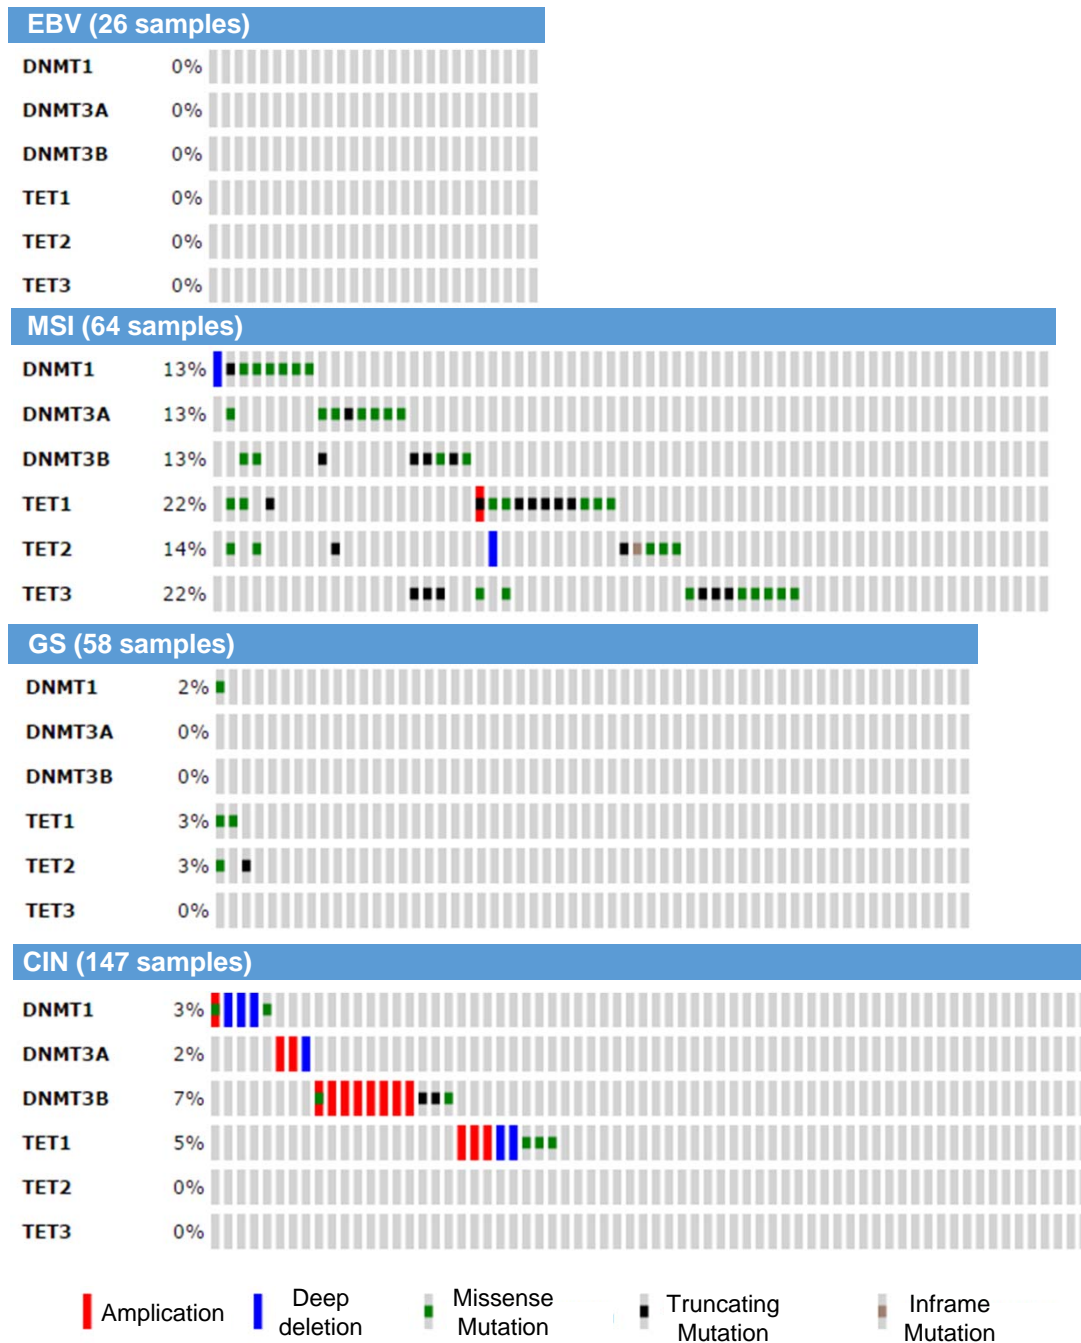 EBV (26 samples)
DNMT1 0%
DNMT3A 0%
DNMT3B 0%
TET1 0%
TET2 0%
TET3 0%
MSI (64 samples)
DNMT1 13%
DNMT3A 13%
DNMT3B 13%
TET1 22%
TET2 14%
TET3 22%
GS (58 samples)
DNMT1 2%
DNMT3A 0%
DNMT3B 0%
TET1 3%
TET2 3%
TET3 0%
CIN (147 samples)
DNMT1 3%
DNMT3A 2%
DNMT3B 7%
TET1 5%
TET2 0%
TET3 0%
Amplication
Deep
deletion
Missense
Mutation
Truncating
Mutation
Inframe
Mutation